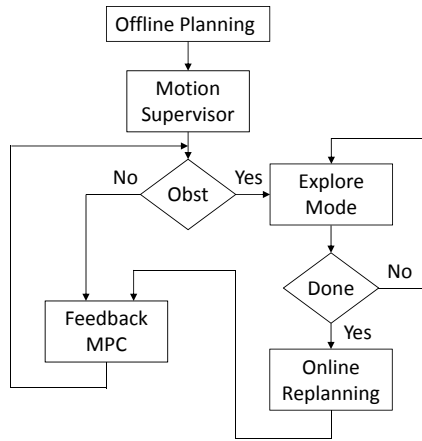 Offline Planning
Motion
Supervisor
No
Obst
Yes
Explore
Mode
Done
No
Yes
Feedback
MPC
Online
Replanning